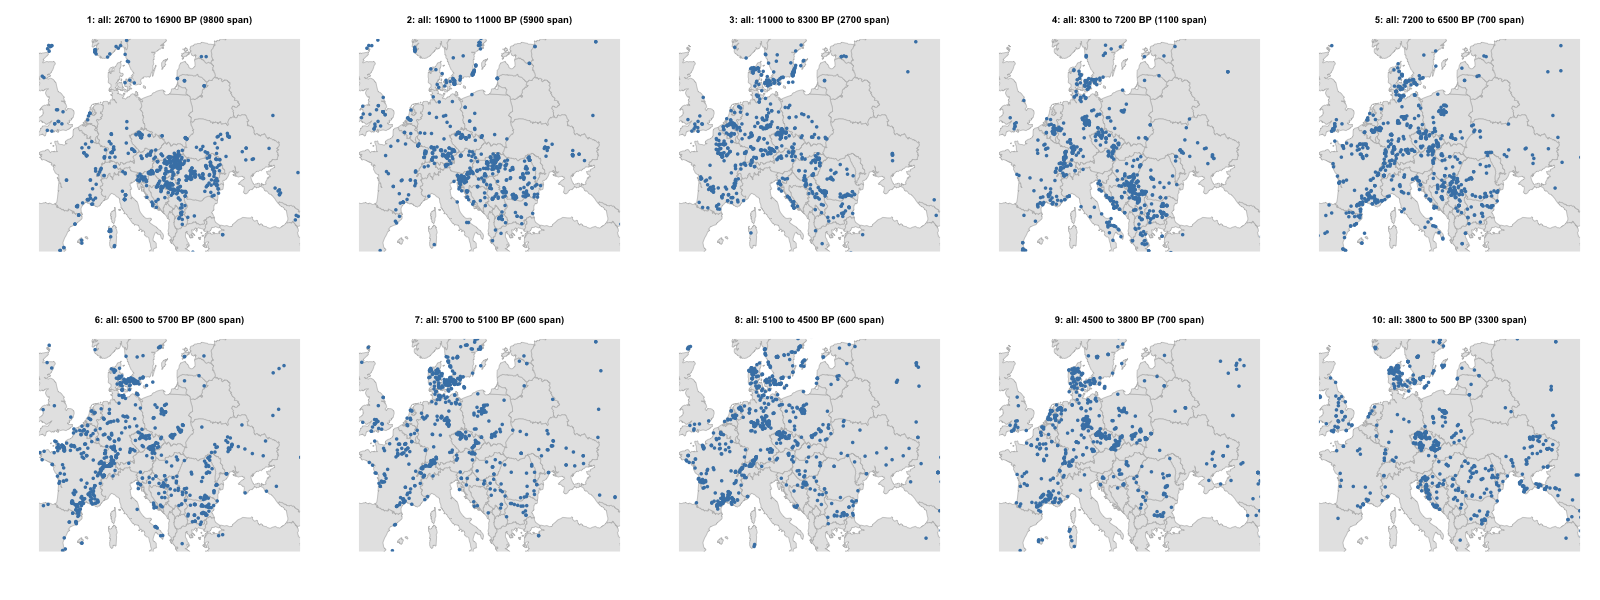 1: all: 26700 to 16900 BP (9800 span)
2: all: 16900 to 11000 BP (5900 span)
3: all: 11000 to 8300 BP (2700 span)
4: all: 8300 to 7200 BP (1100 span)
5: all: 7200 to 6500 BP (700 span)
6: all: 6500 to 5700 BP (800 span)
7: all: 5700 to 5100 BP (600 span)
8: all: 5100 to 4500 BP (600 span)
9: all: 4500 to 3800 BP (700 span)
10: all: 3800 to 500 BP (3300 span)